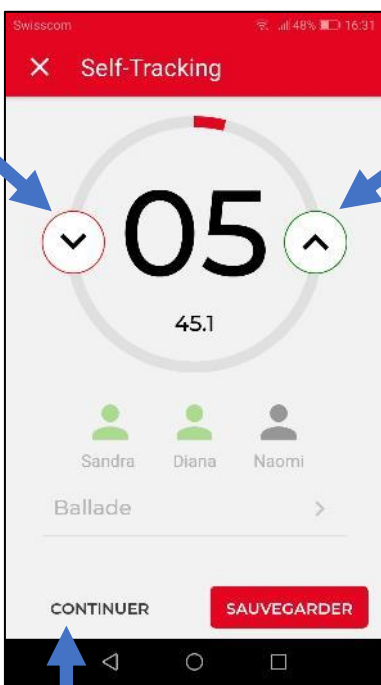 Swisscom 48% 16:31
× Self-Tracking
05
45.1
Sandra Diana Naomi
Ballade
CONTINUER SAUVEGARDER